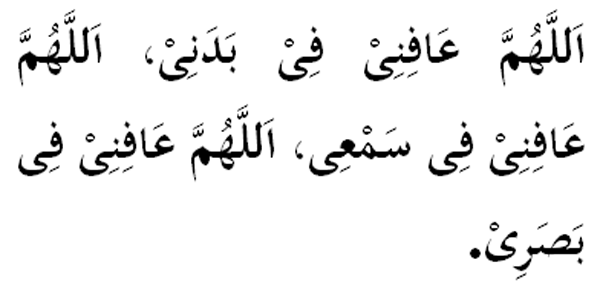 اَللَّهُمَّ عَافِنِيْ فِيْ بَدَنِيْ، اَللَّهُمَّ
عَافِنِيْ فِي سَمْعِي، اَللَّهُمَّ عَافِنِيْ فِي
بَصَرِيْ.